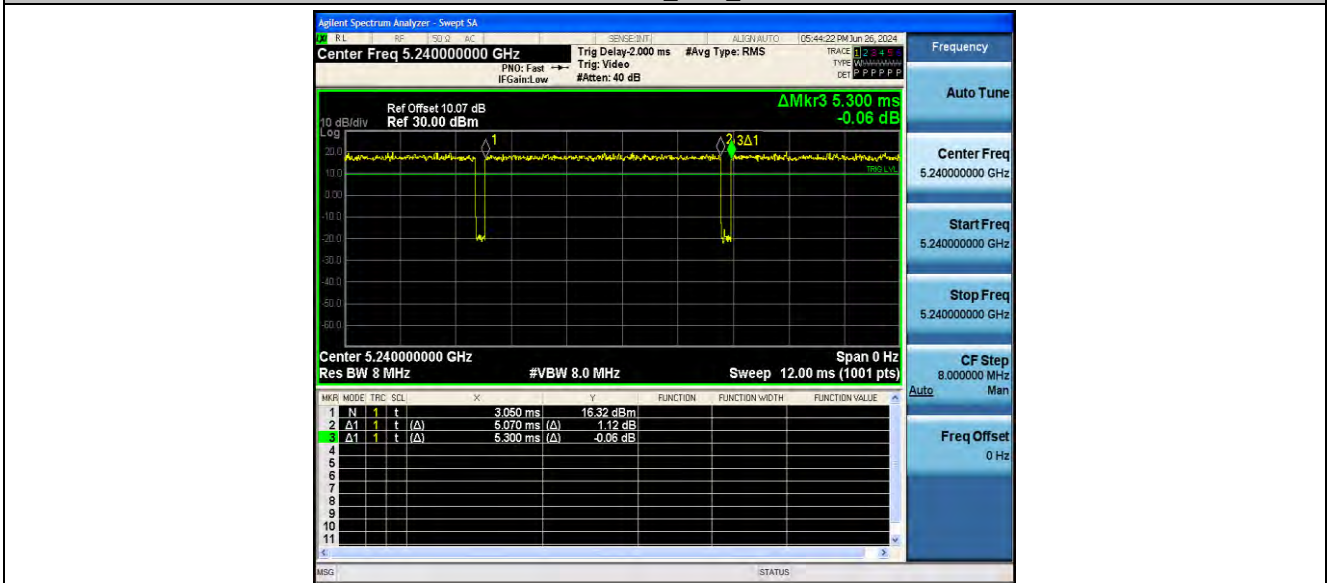 Agilent Spectrum Analyzer - Swept SA
RL RF 50 Ω AC SENSE:INT ALIGN AUTO 05:44:22 PM Jun 26, 2024
Center Freq 5.240000000 GHz
PNO: Fast
IFGain:Low
Trig Delay-2.000 ms
Trig: Video
#Atten: 40 dB
#Avg Type: RMS
TRACE 1 2 3 4 5 6
TYPE
DET P P P P P P
Ref Offset 10.07 dB
10 dB/div Ref 30.00 dBm
Log
ΔMkr3 5.300 ms
-0.06 dB
1
2 3Δ1
TRIG LVL
20.0
10.0
0.00
-10.0
-20.0
-30.0
-40.0
-50.0
-60.0
Center 5.240000000 GHz Span 0 Hz
Res BW 8 MHz #VBW 8.0 MHz Sweep 12.00 ms (1001 pts)
MKR MODE TRC SCL X Y FUNCTION FUNCTION WIDTH FUNCTION VALUE
1 N 1 t 3.050 ms 16.32 dBm
2 Δ1 1 t (Δ) 5.070 ms (Δ) 1.12 dB
3 Δ1 1 t (Δ) 5.300 ms (Δ) -0.06 dB
4
5
6
7
8
9
10
11
MSG STATUS
Frequency
Auto Tune
Center Freq
5.240000000 GHz
Start Freq
5.240000000 GHz
Stop Freq
5.240000000 GHz
CF Step
8.000000 MHz
Auto Man
Freq Offset
0 Hz